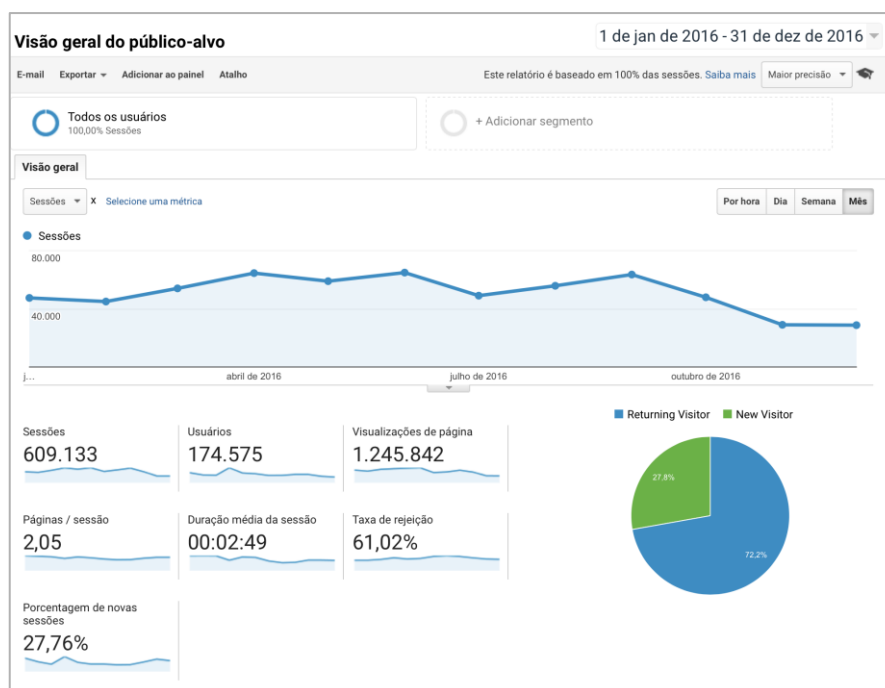 Visão geral do público-alvo
1 de jan de 2016 - 31 de dez de 2016
E-mail Exportar Adicionar ao painel Atalho
Este relatório é baseado em 100% das sessões. Saiba mais Maior precisão
Todos os usuários
100,00% Sessões
+ Adicionar segmento
Visão geral
Sessões X Selecione uma métrica
Por hora Dia Semana Mês
Sessões
80.000
40.000
j... abril de 2016 julho de 2016 outubro de 2016
Returning Visitor New Visitor
Sessões
609.133
Usuários
174.575
Visualizações de página
1.245.842
Páginas / sessão
2,05
Duração média da sessão
00:02:49
Taxa de rejeição
61,02%
Porcentagem de novas
sessões
27,76%
27,8%
72,2%